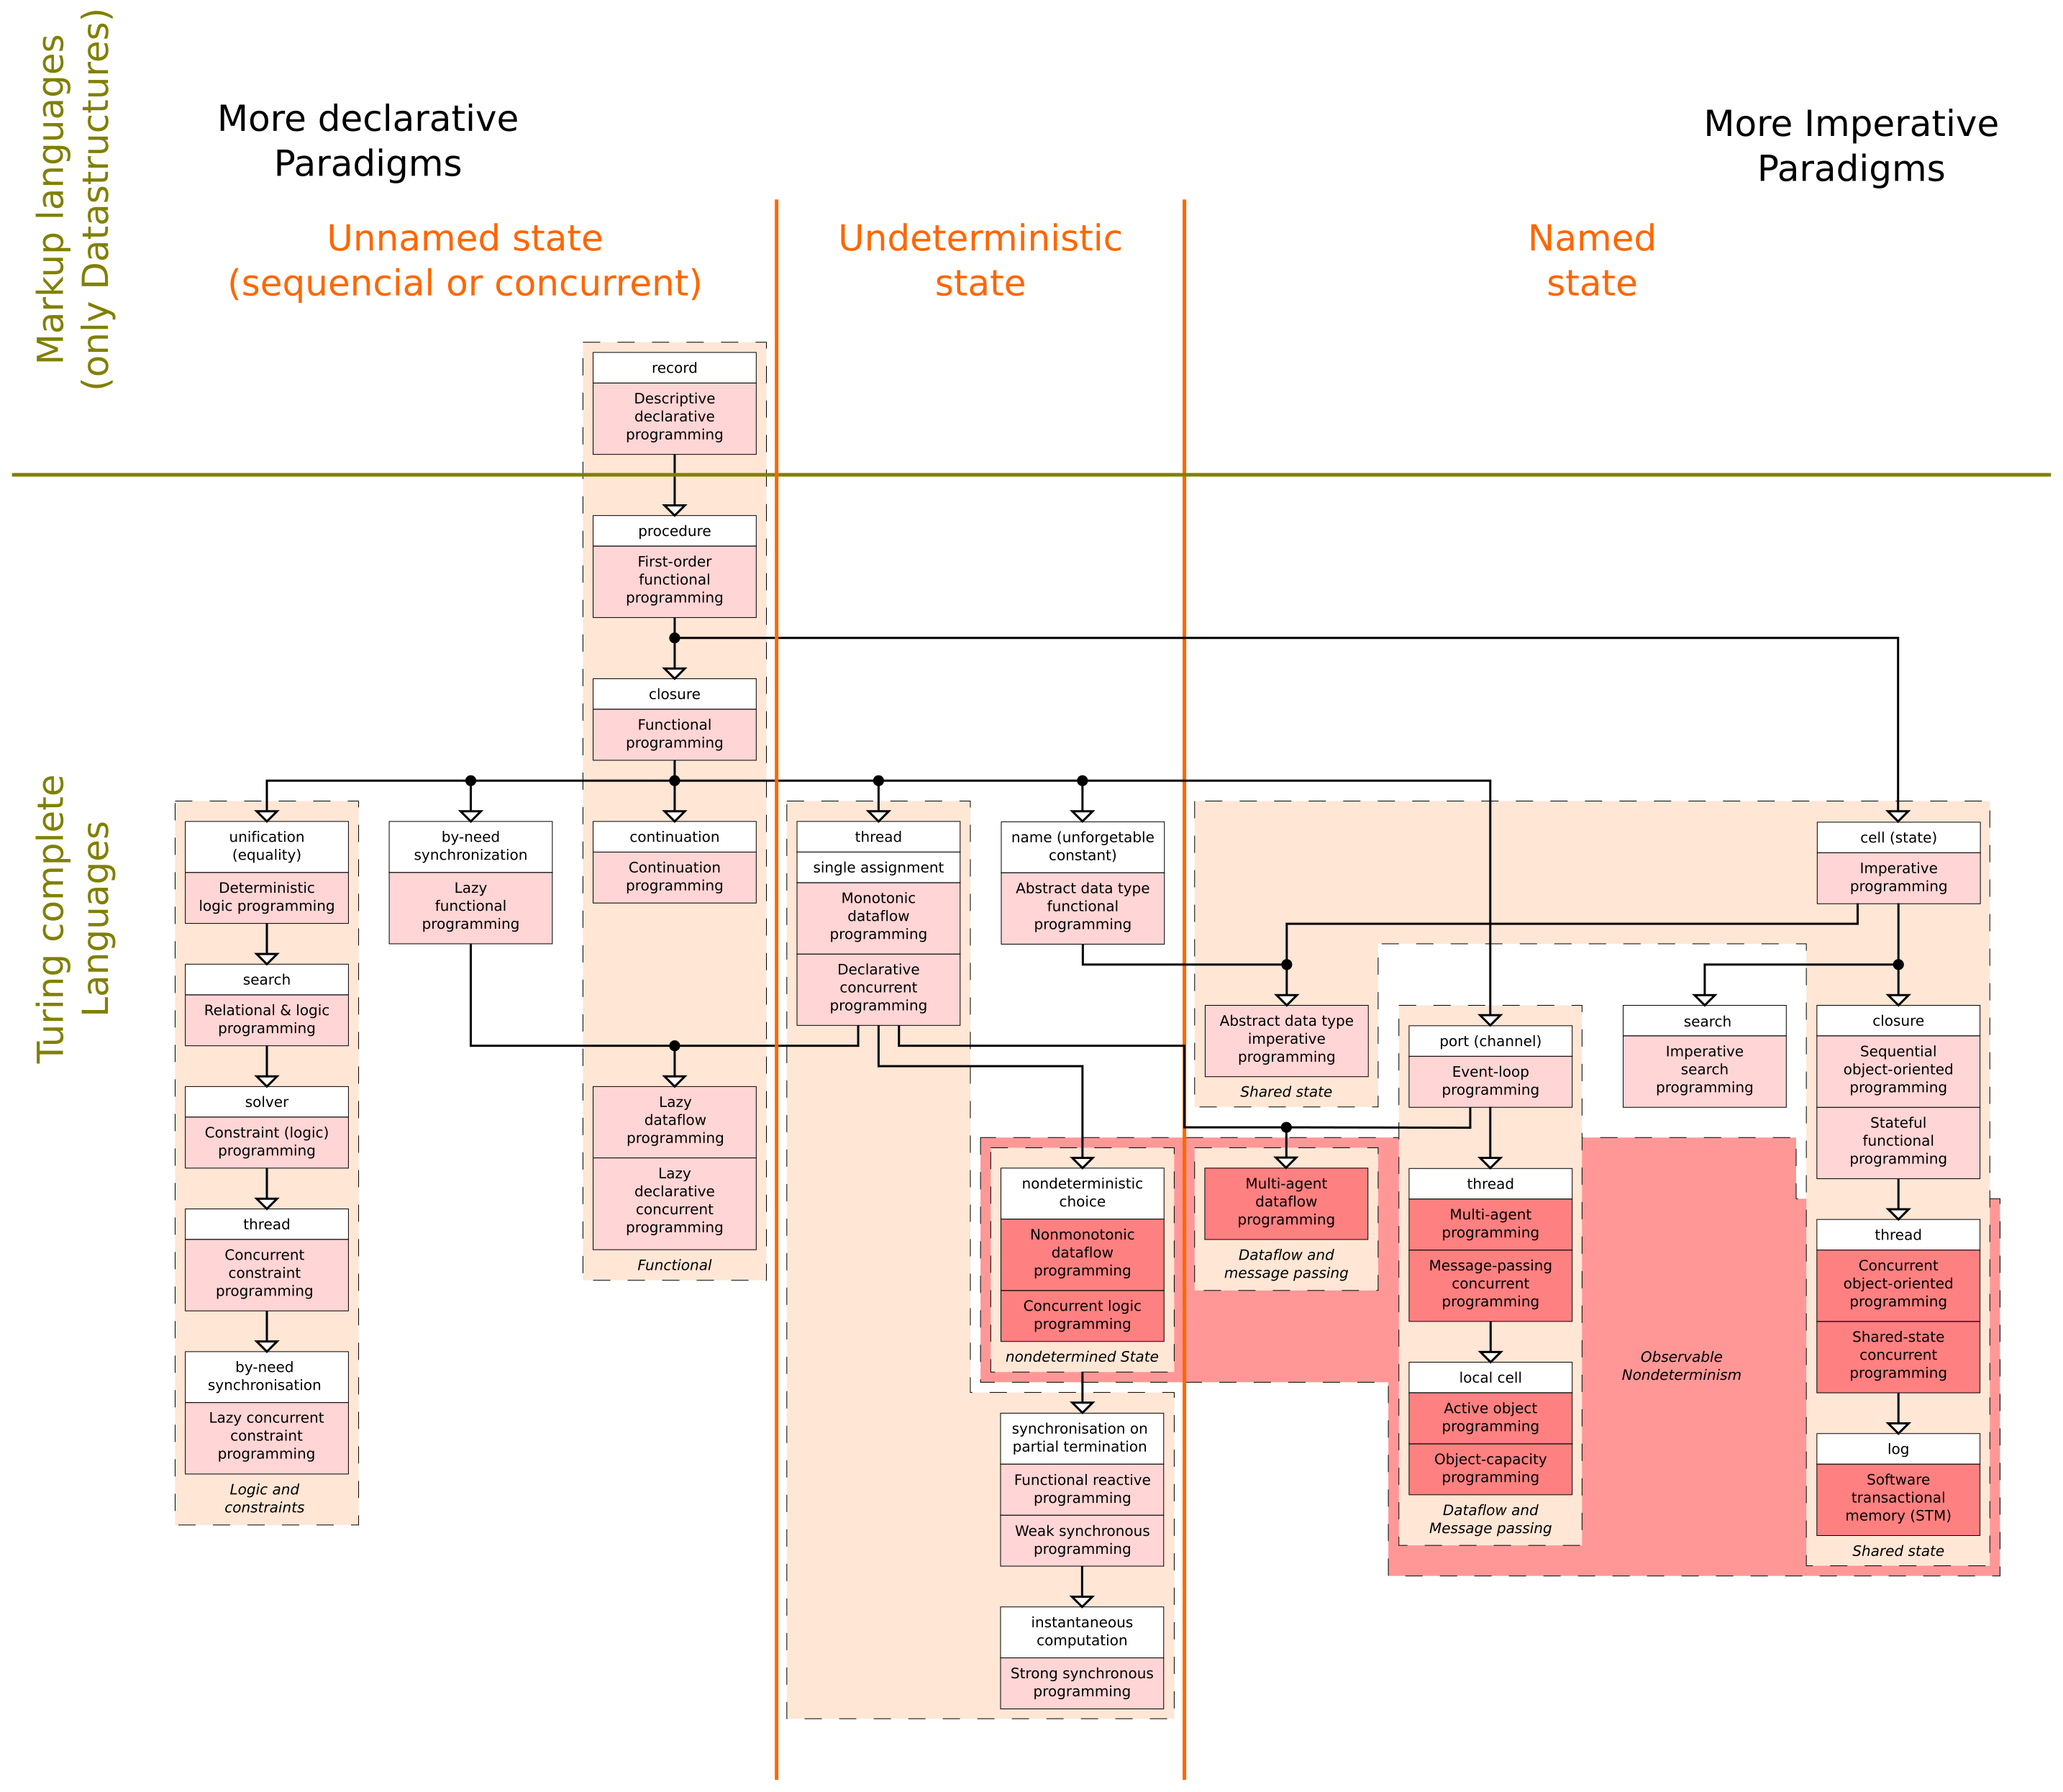 Markup languages
(only Datastructures)
More declarative
Paradigms
More Imperative
Paradigms
Unnamed state
(sequencial or concurrent)
Undeterministic
state
Named
state
record
Descriptive
declarative
programming
procedure
First-order
functional
programming
closure
Functional
programming
Turing complete
Languages
unification
(equality)
Deterministic
logic programming
search
Relational & logic
programming
solver
Constraint (logic)
programming
thread
Concurrent
constraint
programming
by-need
synchronisation
Lazy concurrent
constraint
programming
Logic and
constraints
by-need
synchronization
Lazy
functional
programming
continuation
Continuation
programming
Lazy
dataflow
programming
Lazy
declarative
concurrent
programming
Functional
thread
single assignment
Monotonic
dataflow
programming
Declarative
concurrent
programming
name (unforgetable
constant)
Abstract data type
functional
programming
nondeterministic
choice
Nonmonotonic
dataflow
programming
Concurrent logic
programming
nondetermined State
synchronisation on
partial termination
Functional reactive
programming
Weak synchronous
programming
instantaneous
computation
Strong synchronous
programming
Abstract data type
imperative
programming
Shared state
Multi-agent
dataflow
programming
Dataflow and
message passing
port (channel)
Event-loop
programming
thread
Multi-agent
programming
Message-passing
concurrent
programming
local cell
Active object
programming
Object-capacity
programming
Dataflow and
Message passing
search
Imperative
search
programming
Observable
Nondeterminism
cell (state)
Imperative
programming
closure
Sequential
object-oriented
programming
Stateful
functional
programming
thread
Concurrent
object-oriented
programming
Shared-state
concurrent
programming
log
Software
transactional
memory (STM)
Shared state